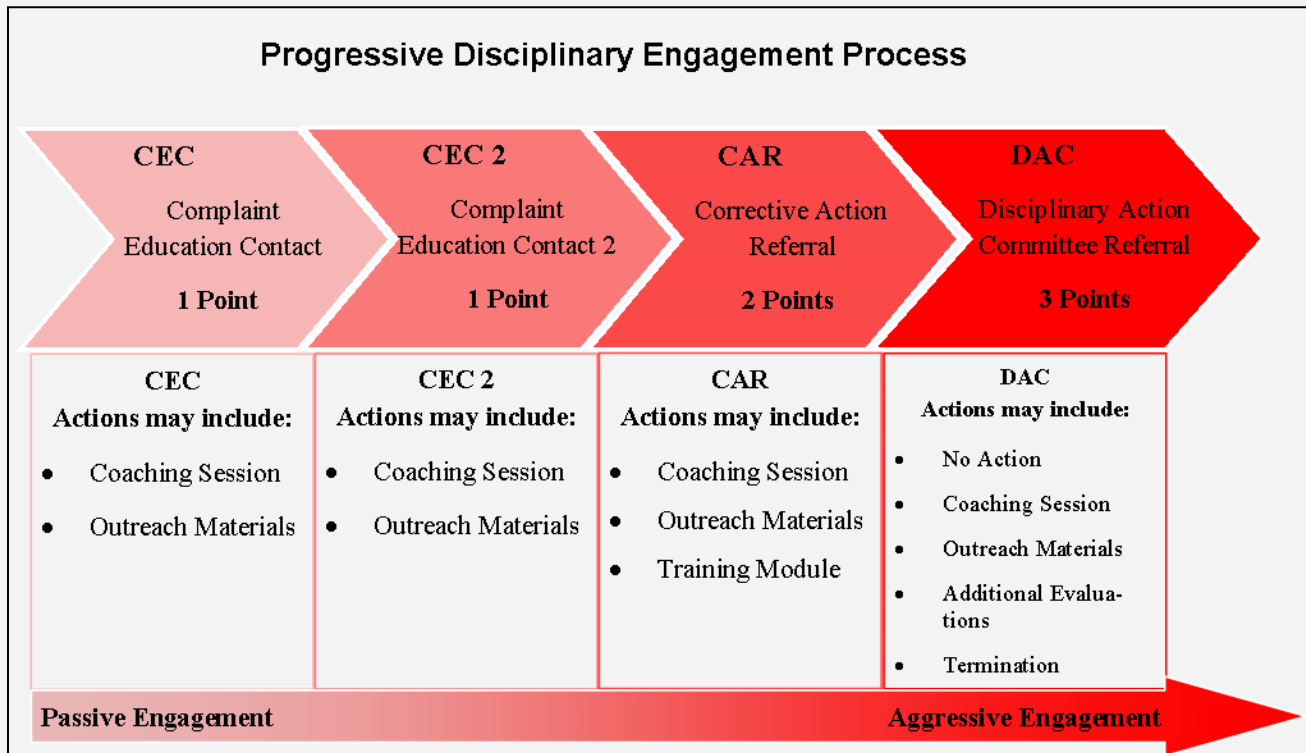 Progressive Disciplinary Engagement Process
CEC
Complaint
Education Contact
1 Point
CEC 2
Complaint
Education Contact 2
1 Point
CAR
Corrective Action
Referral
2 Points
DAC
Disciplinary Action
Committee Referral
3 Points
CEC
Actions may include:
• Coaching Session
• Outreach Materials
CEC 2
Actions may include:
• Coaching Session
• Outreach Materials
CAR
Actions may include:
• Coaching Session
• Outreach Materials
• Training Module
DAC
Actions may include:
• No Action
• Coaching Session
• Outreach Materials
• Additional Evalua-
tions
• Termination
Passive Engagement
Aggressive Engagement